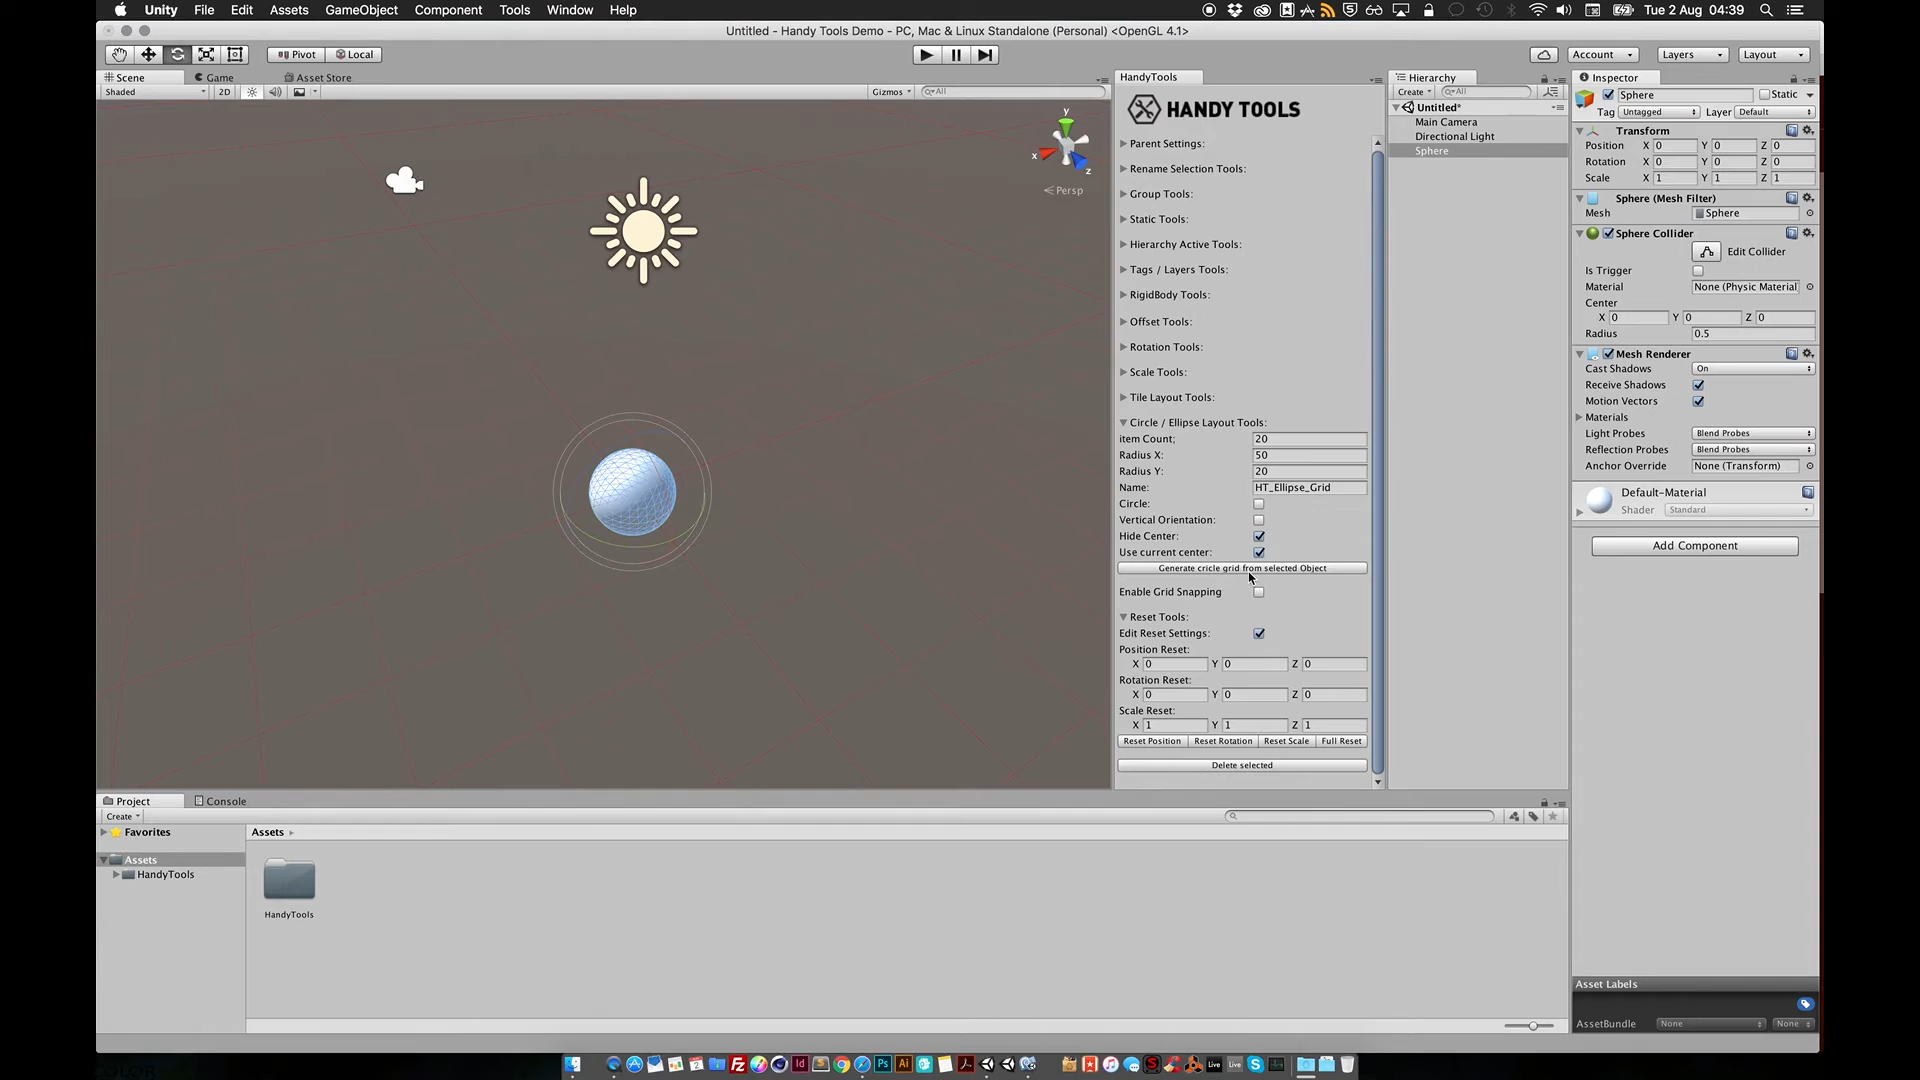 Unity File Edit Assets GameObject Component Tools Window Help Tue 2 Aug 04:39
Untitled - Handy Tools Demo - PC, Mac & Linux Standalone (Personal) <OpenGL 4.1>
Pivot Local Account Layers Layout
Scene Game Asset Store
Shaded 2D Gizmos All
y
x
z
Persp
HandyTools
HANDY TOOLS
Parent Settings:
Rename Selection Tools:
Group Tools:
Static Tools:
Hierarchy Active Tools:
Tags / Layers Tools:
RigidBody Tools:
Offset Tools:
Rotation Tools:
Scale Tools:
Tile Layout Tools:
Circle / Ellipse Layout Tools:
item Count; 20
Radius X: 50
Radius Y: 20
Name: HT_Ellipse_Grid
Circle:
Vertical Orientation:
Hide Center:
Use current center:
Generate cricle grid from selected Object
Enable Grid Snapping
Reset Tools:
Edit Reset Settings:
Position Reset:
X 0 Y 0 Z 0
Rotation Reset:
X 0 Y 0 Z 0
Scale Reset:
X 1 Y 1 Z 1
Reset Position Reset Rotation Reset Scale Full Reset
Delete selected
Hierarchy
Create All
Untitled*
Main Camera
Directional Light
Sphere
Inspector
Sphere Static
Tag Untagged Layer Default
Transform
Position X 0 Y 0 Z 0
Rotation X 0 Y 0 Z 0
Scale X 1 Y 1 Z 1
Sphere (Mesh Filter)
Mesh Sphere
Sphere Collider
Edit Collider
Is Trigger
Material None (Physic Material)
Center
X 0 Y 0 Z 0
Radius 0.5
Mesh Renderer
Cast Shadows On
Receive Shadows
Motion Vectors
Materials
Light Probes Blend Probes
Reflection Probes Blend Probes
Anchor Override None (Transform)
Default-Material
Shader Standard
Add Component
Asset Labels
AssetBundle None None
Project Console
Create
Favorites
Assets
HandyTools
Assets
HandyTools